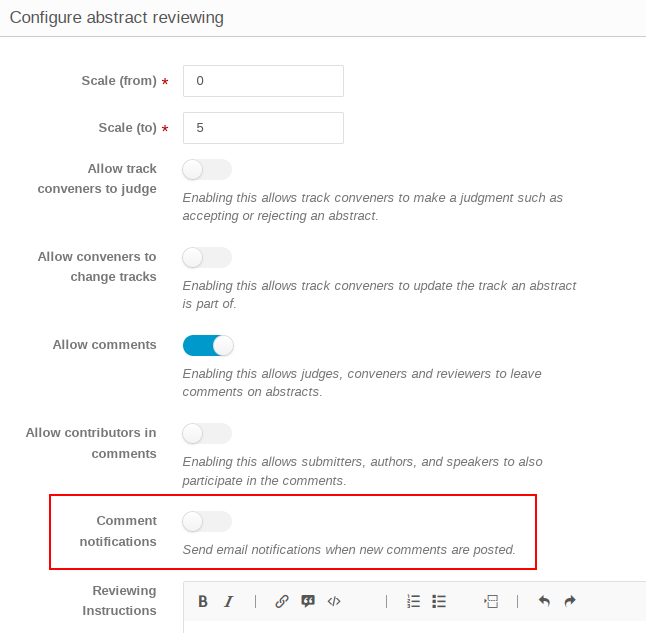 Configure abstract reviewing
Scale (from) *
0
Scale (to) *
5
Allow track
conveners to judge
Enabling this allows track conveners to make a judgment such as
accepting or rejecting an abstract.
Allow conveners to
change tracks
Enabling this allows track conveners to update the track an abstract
is part of.
Allow comments
Enabling this allows judges, conveners and reviewers to leave
comments on abstracts.
Allow contributors in
comments
Enabling this allows submitters, authors, and speakers to also
participate in the comments.
Comment
notifications
Send email notifications when new comments are posted.
Reviewing
Instructions
B I